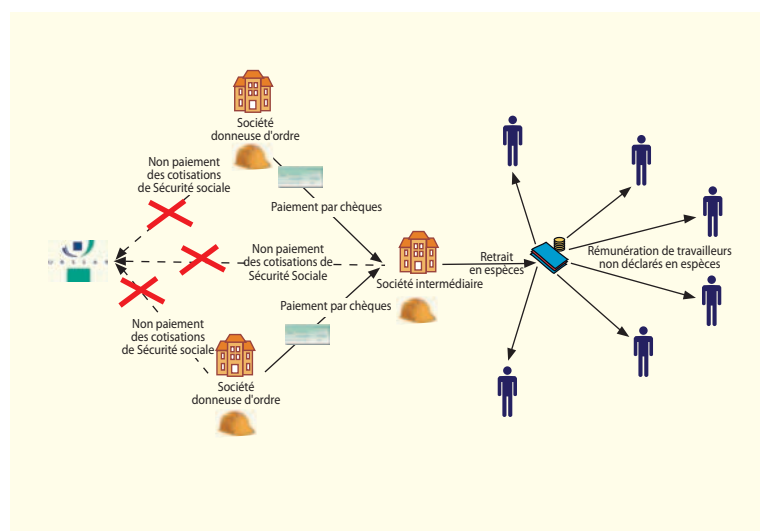 Société
donneuse d'ordre
Non paiement
des cotisations
de Sécurité sociale
Paiement par chèques
Non paiement
des cotisations de
Sécurité Sociale
URSSAF
Société intermédiaire
Retrait
en espèces
Rémunération de travailleurs
non déclarés en espèces
Paiement par chèques
Non paiement
des cotisations
de Sécurité sociale
Société
donneuse d'ordre